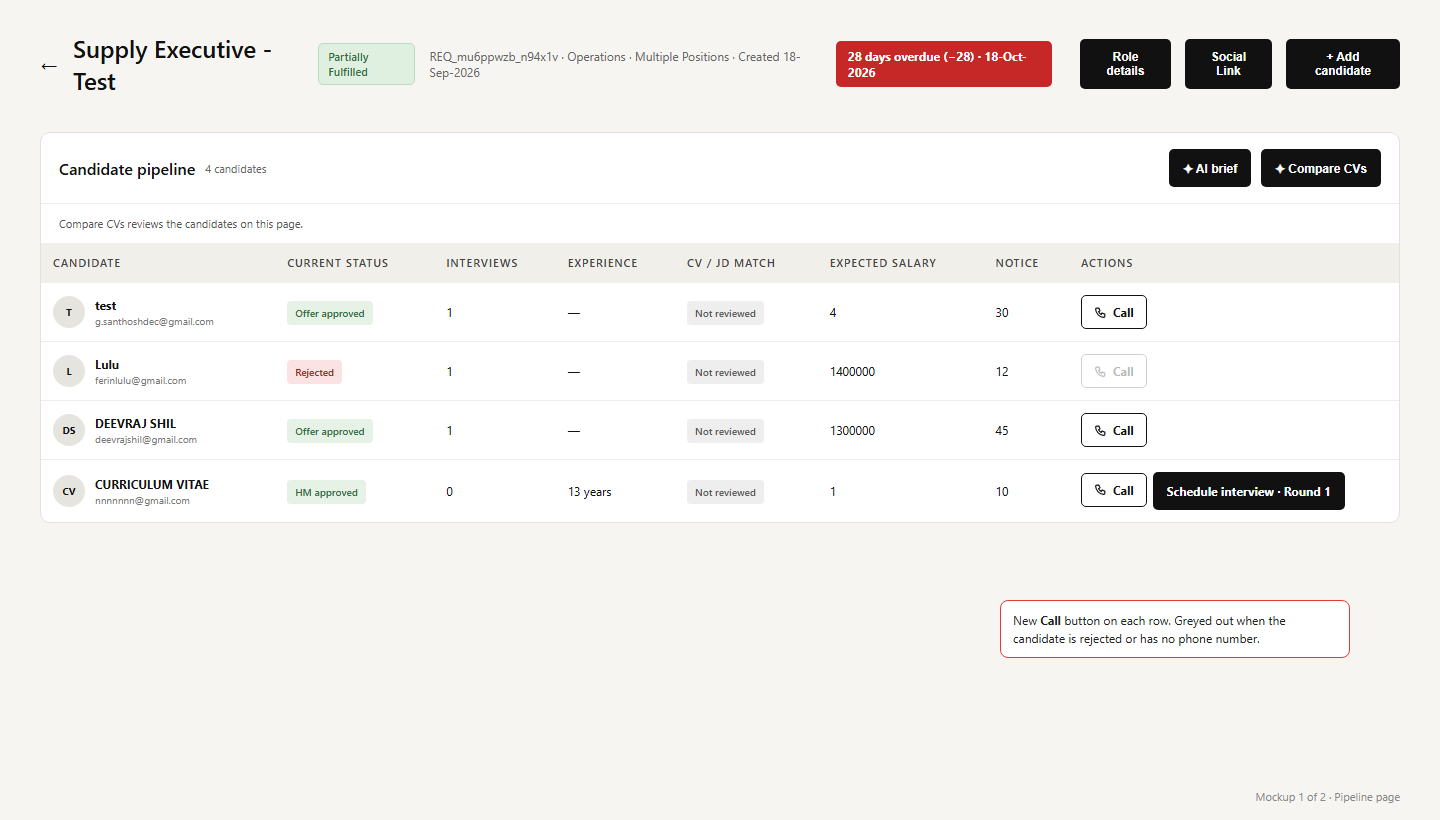 ← Supply Executive -
Test
Partially
Fulfilled
REQ_mu6ppwzb_n94x1v · Operations · Multiple Positions · Created 18-
Sep-2026
28 days overdue (−28) · 18-Oct-
2026
Role
details
Social
Link
+ Add
candidate
Candidate pipeline 4 candidates
✦ AI brief ✦ Compare CVs
Compare CVs reviews the candidates on this page.
CANDIDATE CURRENT STATUS INTERVIEWS EXPERIENCE CV / JD MATCH EXPECTED SALARY NOTICE ACTIONS
T test Offer approved 1 — Not reviewed 4 30 Call
g.santhoshdec@gmail.com
L Lulu Rejected 1 — Not reviewed 1400000 12 Call
ferinlulu@gmail.com
DS DEEVRAJ SHIL Offer approved 1 — Not reviewed 1300000 45 Call
deevrajshil@gmail.com
CV CURRICULUM VITAE HM approved 0 13 years Not reviewed 1 10 Call Schedule interview · Round 1
nnnnnnn@gmail.com
New Call button on each row. Greyed out when the
candidate is rejected or has no phone number.
Mockup 1 of 2 · Pipeline page